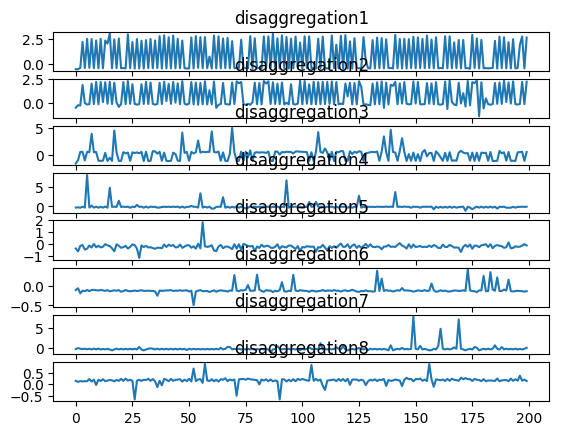 disaggregation1
2.5
0.0
disaggregation2
2.5
0.0
disaggregation3
5
0
disaggregation4
5
0
disaggregation5
2
1
0
−1
disaggregation6
0.0
−0.5
disaggregation7
5
0
disaggregation8
0.5
0.0
−0.5
0 25 50 75 100 125 150 175 200